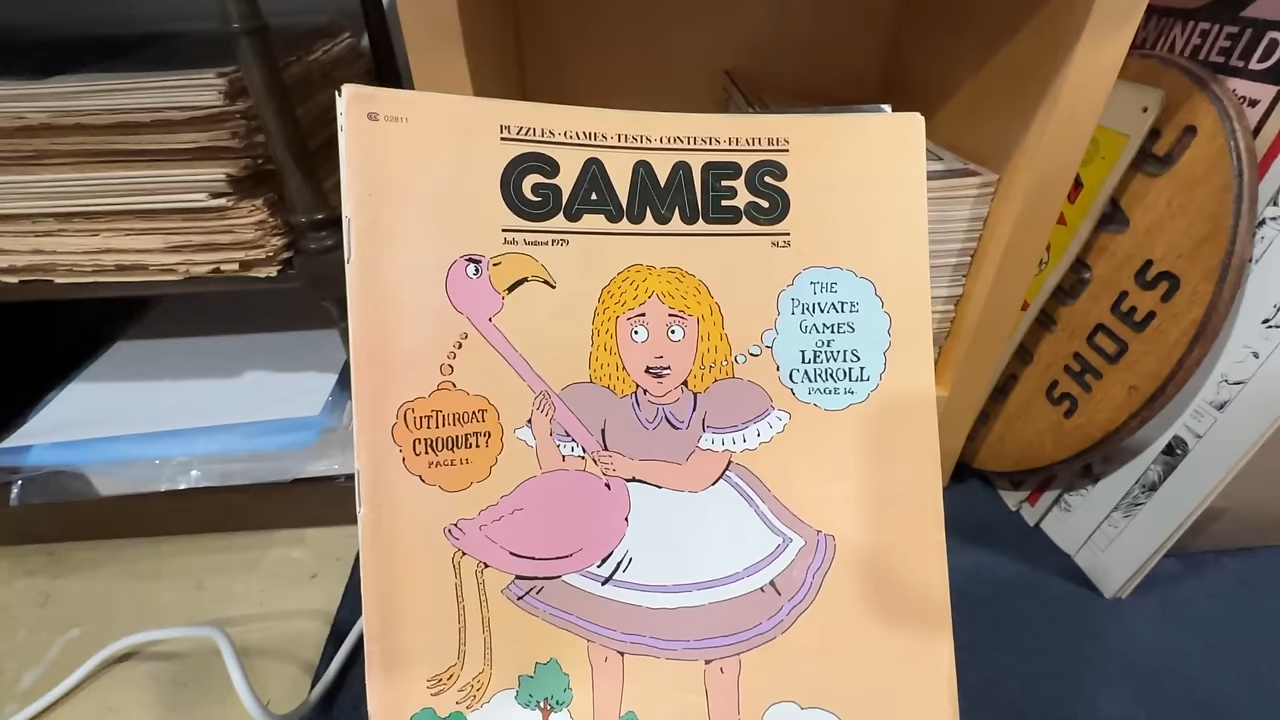 02811
PUZZLES · GAMES · TESTS · CONTESTS · FEATURES
GAMES
July August 1979
$1.25
THE
PRIVATE
GAMES
OF
LEWIS
CARROLL
PAGE 14.
CUTTHROAT
CROQUET?
PAGE 11.
WINFIELD
SHOES